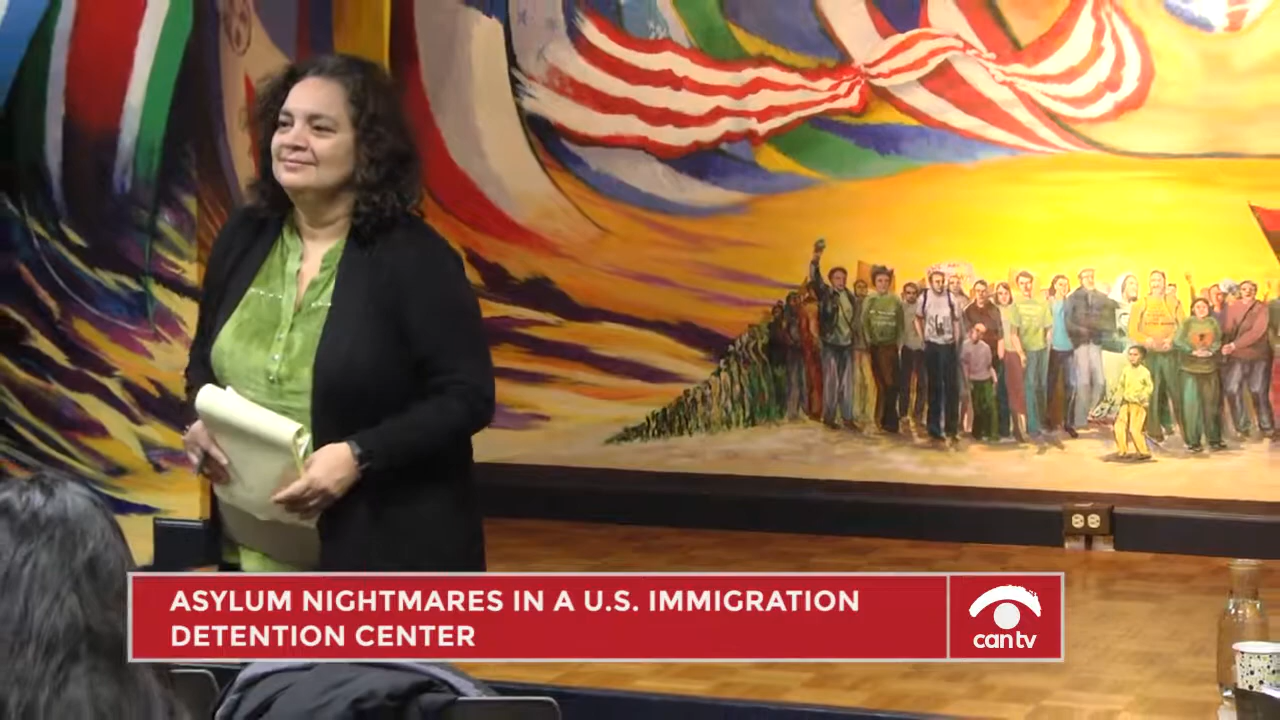 ASYLUM NIGHTMARES IN A U.S. IMMIGRATION
DETENTION CENTER
can tv